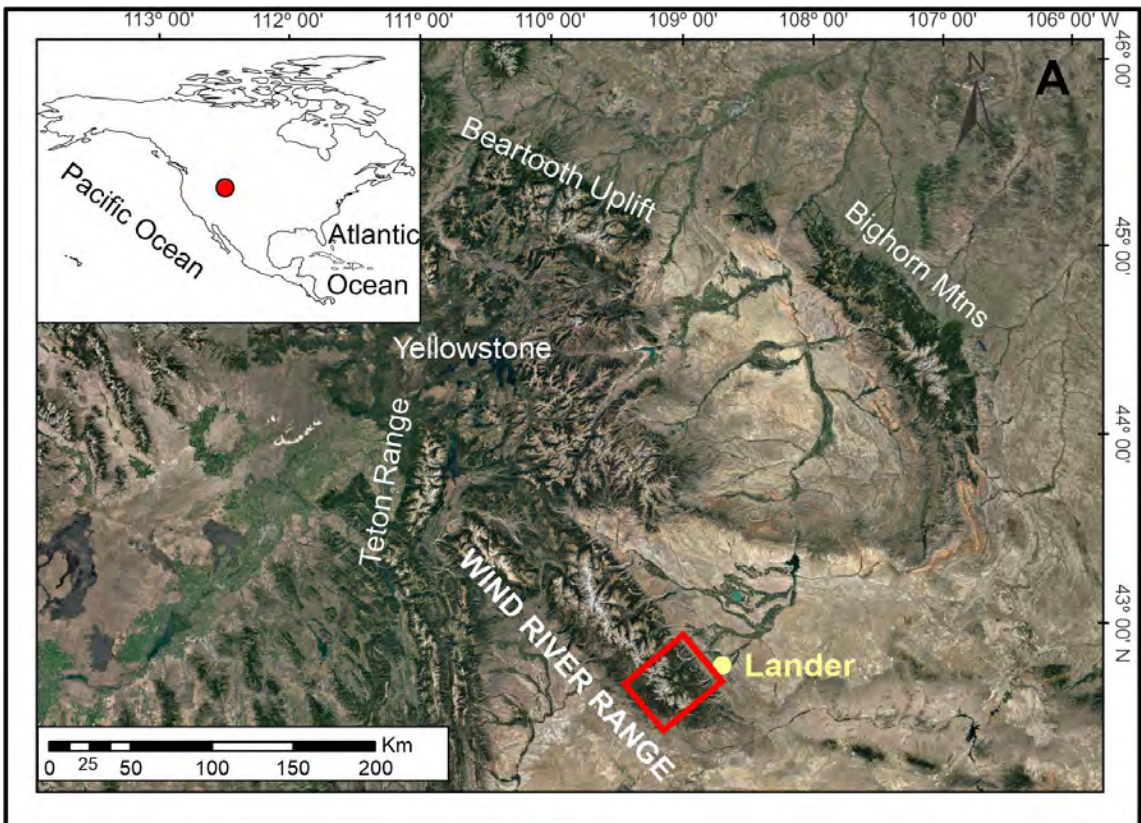 113° 00' 112° 00' 111° 00' 110° 00' 109° 00' 108° 00' 107° 00' 106° 00' W
46° 00'
A
N
Beartooth Uplift
Bighorn Mtns
Pacific Ocean
Atlantic
Ocean
45° 00'
Yellowstone
Teton Range
44° 00'
WIND RIVER RANGE
43° 00' N
Lander
Km
0 25 50 100 150 200